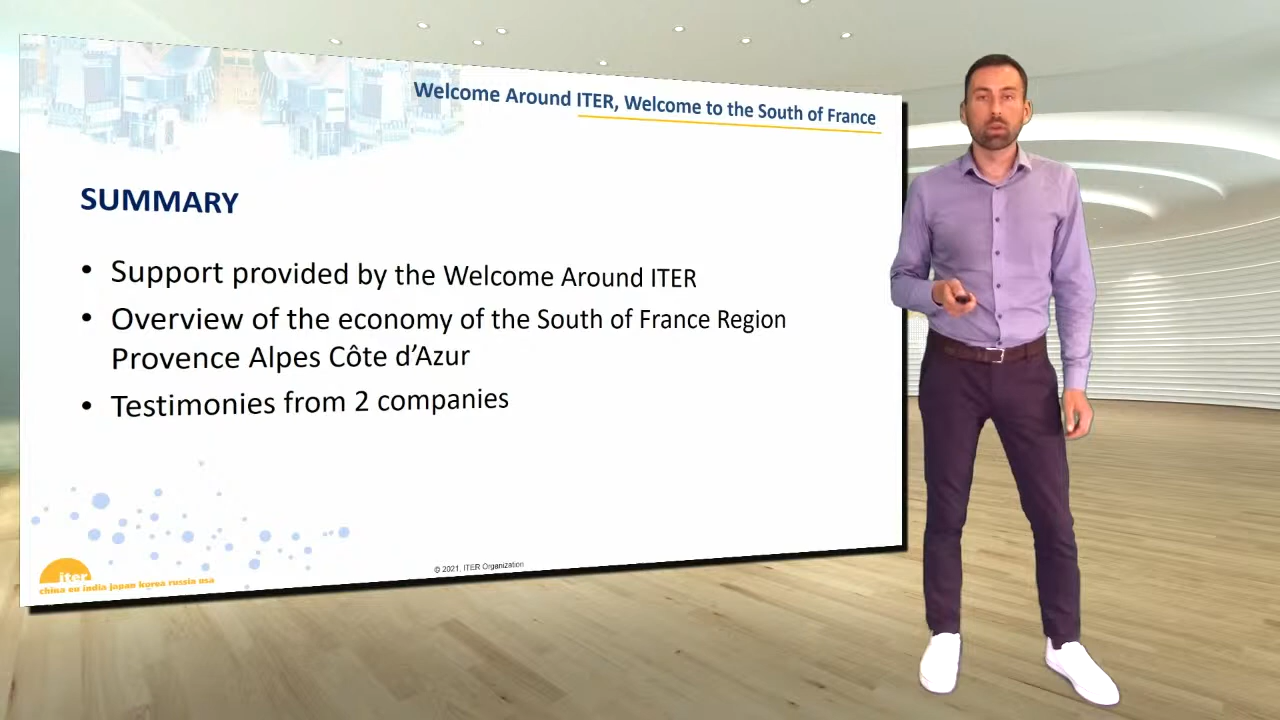 Welcome Around ITER, Welcome to the South of France
SUMMARY
• Support provided by the Welcome Around ITER
• Overview of the economy of the South of France Region
Provence Alpes Côte d’Azur
• Testimonies from 2 companies
iter
china eu india japan korea russia usa
© 2021, ITER Organization